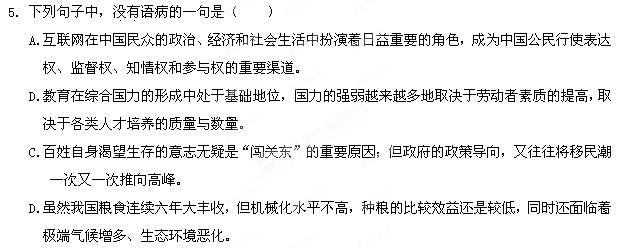 5. 下列句子中，没有语病的一句是（　　）
A.互联网在中国民众的政治、经济和社会生活中扮演着日益重要的角色，成为中国公民行使表达
权、监督权、知情权和参与权的重要渠道。
D.教育在综合国力的形成中处于基础地位，国力的强弱越来越多地取决于劳动者素质的提高，取
决于各类人才培养的质量与数量。
C.百姓自身渴望生存的意志无疑是“闯关东”的重要原因；但政府的政策导向，又往往将移民潮
一次又一次推向高峰。
D.虽然我国粮食连续六年大丰收，但机械化水平不高，种粮的比较效益还是较低，同时还面临着
极端气候增多、生态环境恶化。